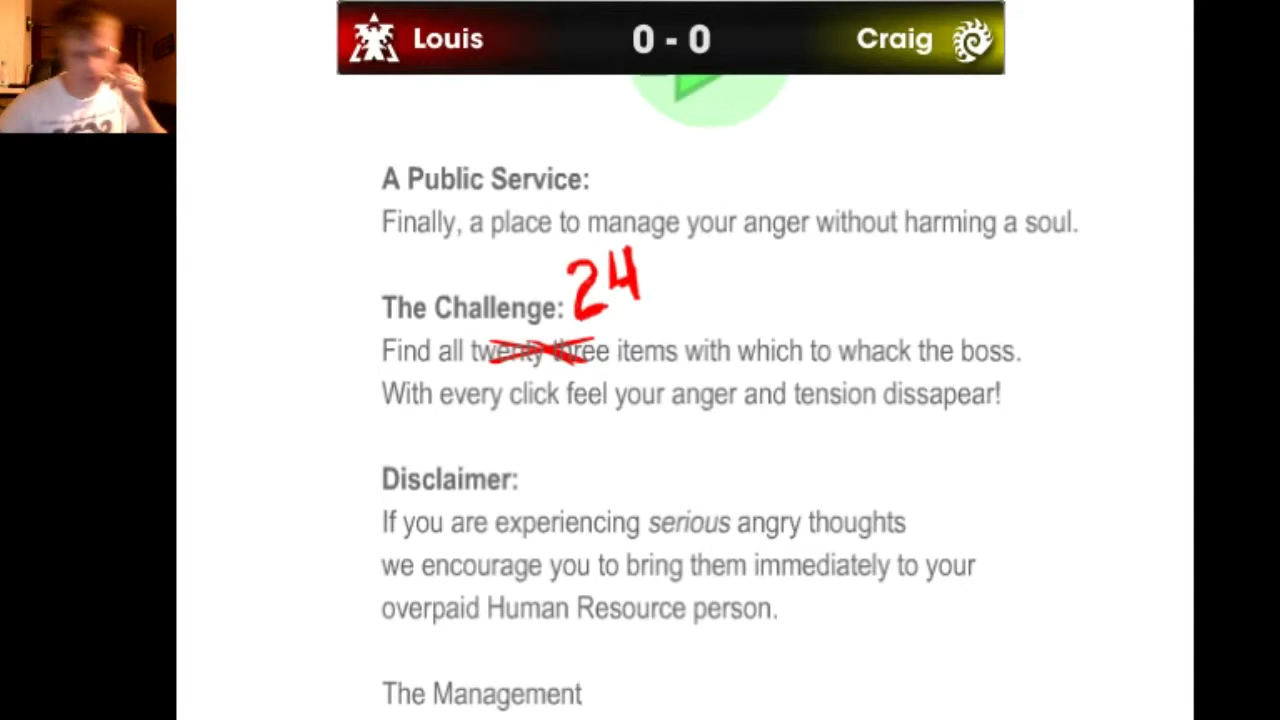 Louis 0 - 0 Craig
A Public Service:
Finally, a place to manage your anger without harming a soul.
24
The Challenge:
Find all twenty three items with which to whack the boss.
With every click feel your anger and tension dissapear!
Disclaimer:
If you are experiencing serious angry thoughts
we encourage you to bring them immediately to your
overpaid Human Resource person.
The Management